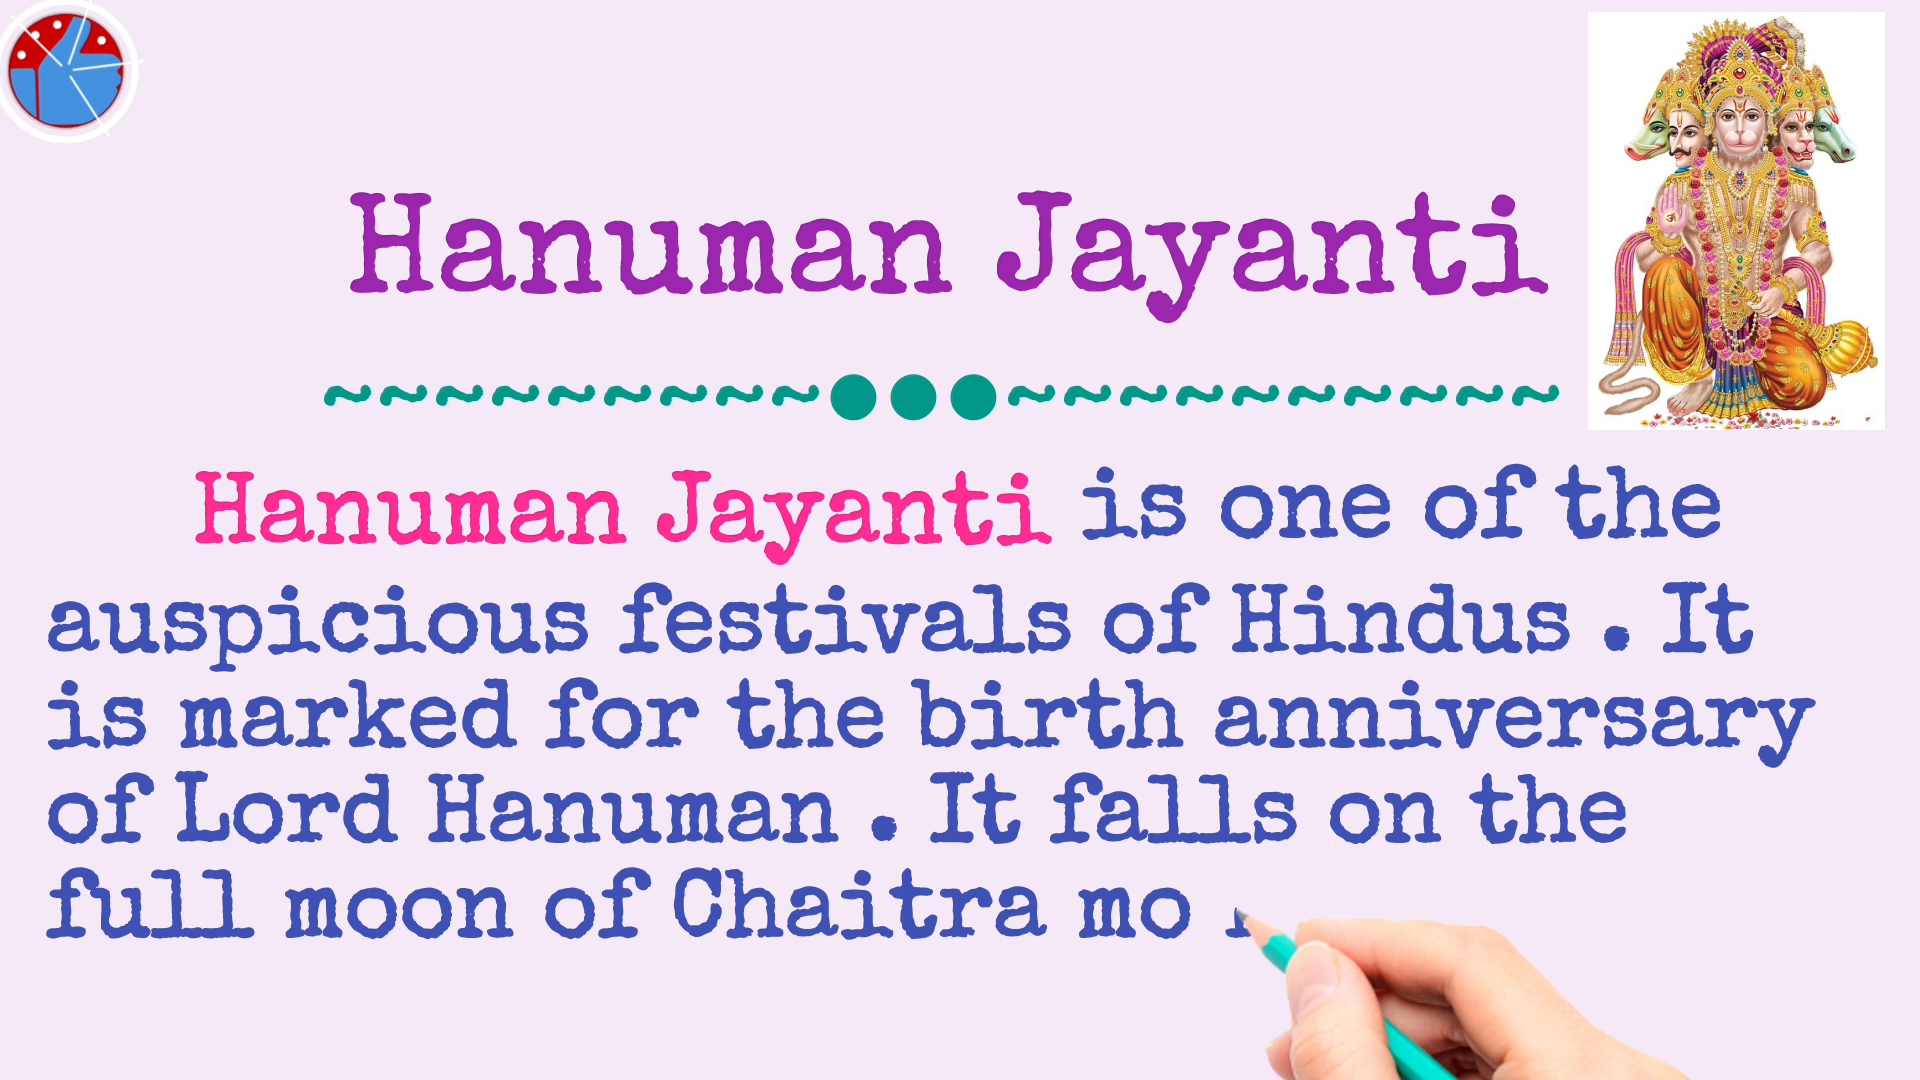 Hanuman Jayanti
~~~~~~~~~●●●~~~~~~~~~~
Hanuman Jayanti is one of the
auspicious festivals of Hindus . It
is marked for the birth anniversary
of Lord Hanuman . It falls on the
full moon of Chaitra mo